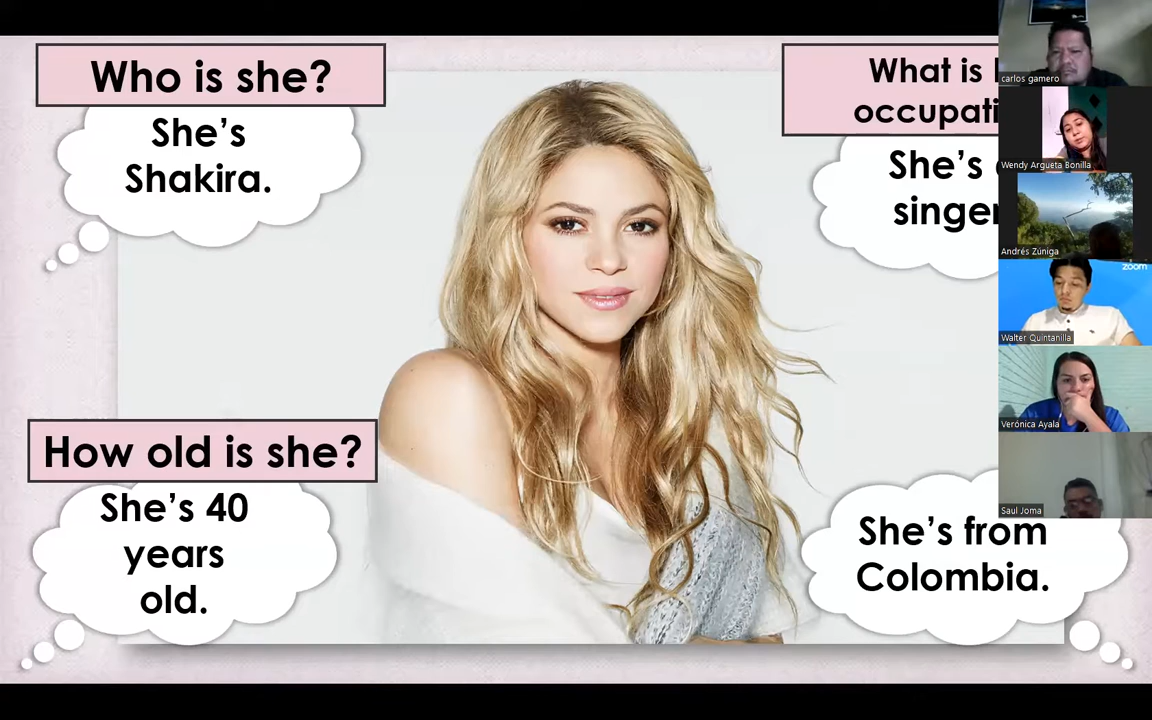 Who is she?
She's
Shakira.
What is
occupati
She's
singer
How old is she?
She's 40
years
old.
She's from
Colombia.
carlos gamero
Wendy Argueta Bonilla
Andrés Zúniga
zoom
Walter Quintanilla
Verónica Ayala
Saul Joma